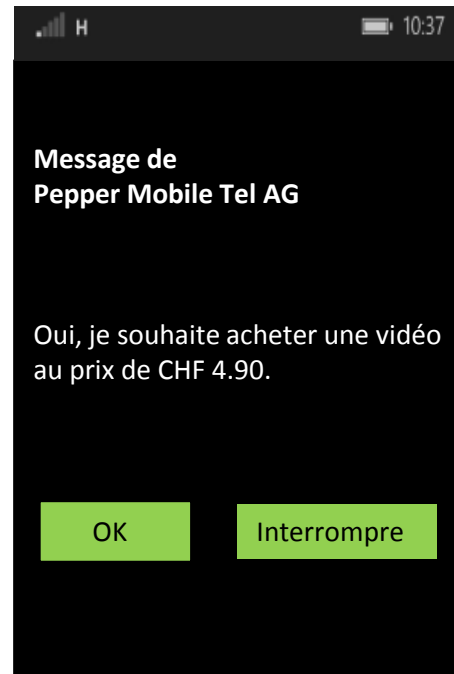 H 10:37
Message de
Pepper Mobile Tel AG
Oui, je souhaite acheter une vidéo
au prix de CHF 4.90.
OK Interrompre